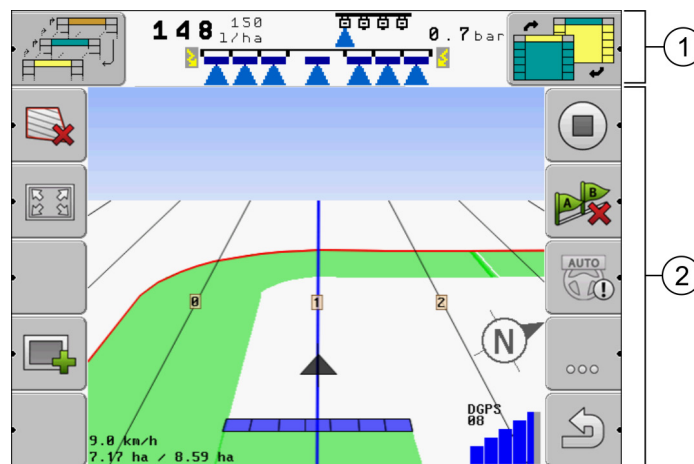 148 150 l/ha
0.7 bar
1
A B
AUTO
2
0 1 2
N
DGPS
08
9.0 km/h
7.17 ha / 8.59 ha